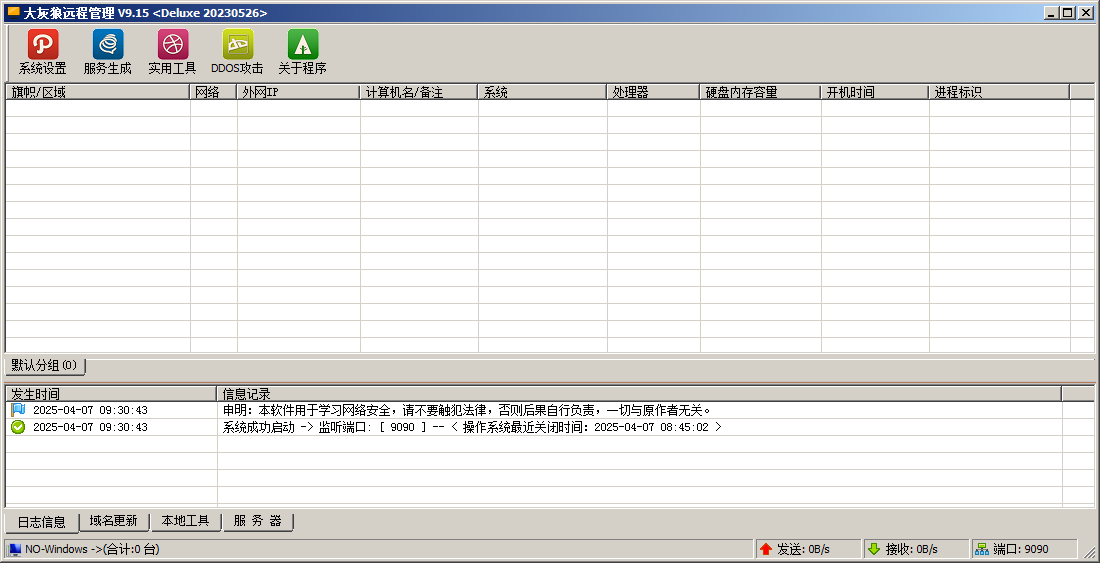 大灰狼远程管理 V9.15 <Deluxe 20230526>
系统设置 服务生成 实用工具 DDOS攻击 关于程序
旗帜/区域 网络 外网IP 计算机名/备注 系统 处理器 硬盘内存容量 开机时间 进程标识
默认分组(0)
发生时间 信息记录
2025-04-07 09:30:43 申明：本软件用于学习网络安全，请不要触犯法律，否则后果自行负责，一切与原作者无关。
2025-04-07 09:30:43 系统成功启动 -> 监听端口: [ 9090 ] -- < 操作系统最近关闭时间：2025-04-07 08:45:02 >
日志信息 域名更新 本地工具 服 务 器
NO-Windows ->(合计:0 台) 发送: 0B/s 接收: 0B/s 端口: 9090